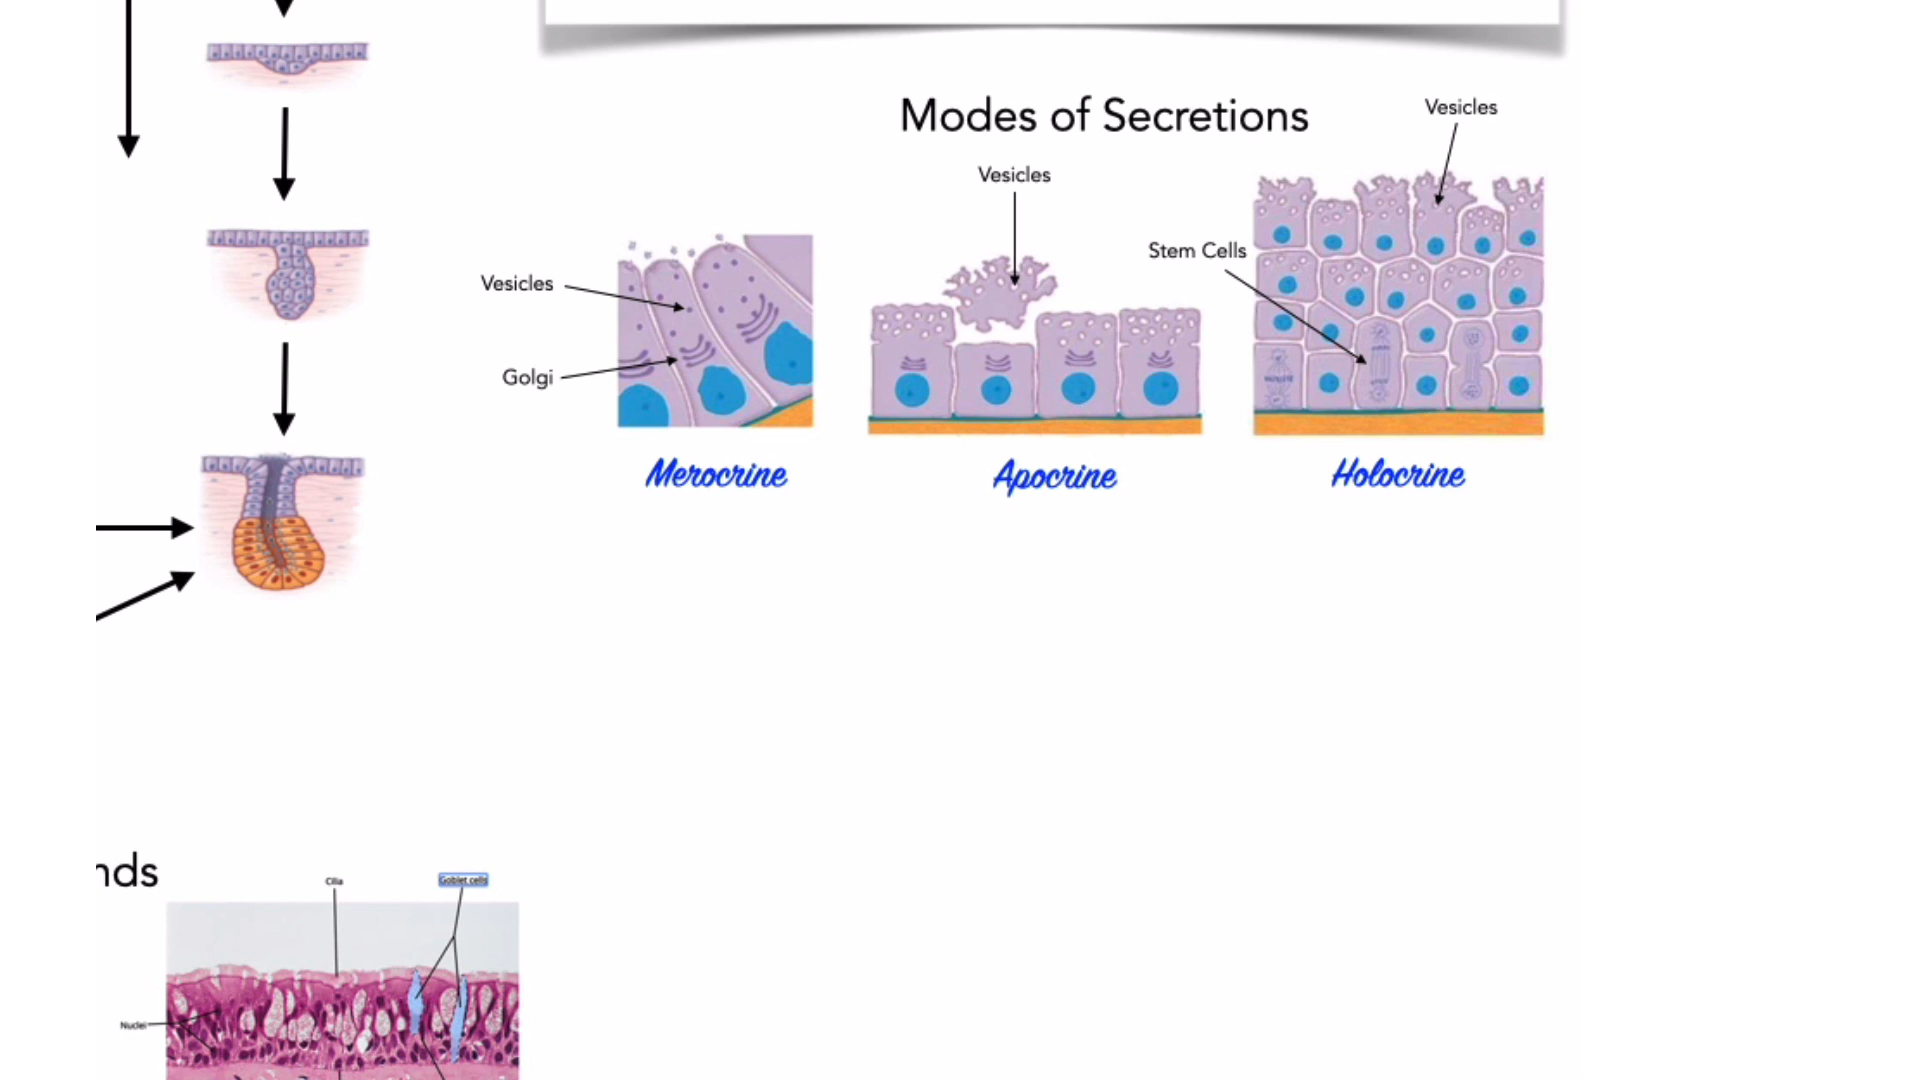 Modes of Secretions
Vesicles
Vesicles
Stem Cells
Vesicles
Golgi
Merocrine
Apocrine
Holocrine
nds
Cilia
Goblet cells
Nuclei